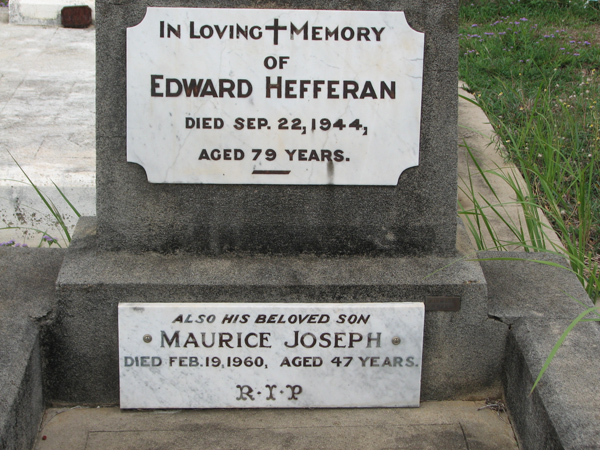 IN LOVING ✝ MEMORY
OF
EDWARD HEFFERAN
DIED SEP. 22, 1944,
AGED 79 YEARS.
ALSO HIS BELOVED SON
MAURICE JOSEPH
DIED FEB. 19, 1960, AGED 47 YEARS.
R·I·P